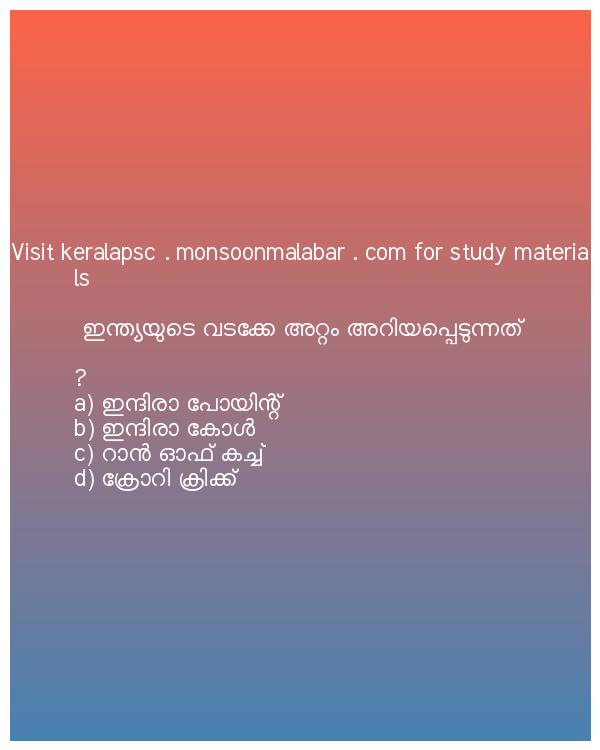 Visit keralapsc . monsoonmalabar . com for study materia
ls
ഇന്ത്യയുടെ വടക്കേ അറ്റം അറിയപ്പെടുന്നത്
?
a) ഇന്ദിരാ പോയിന്റ്
b) ഇന്ദിരാ കോൾ
c) റാൻ ഓഫ് കച്ച്
d) ക്രോറി ക്രിക്ക്